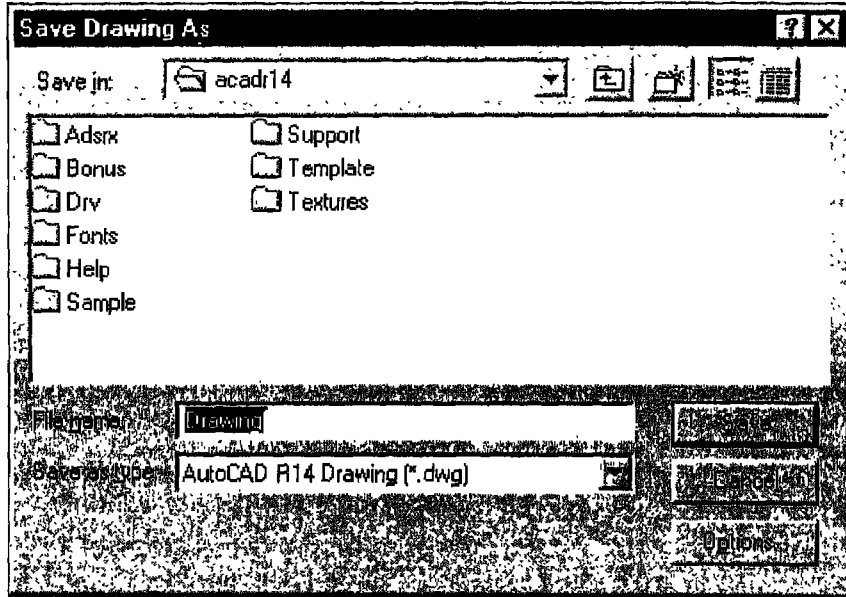 Save Drawing As
Save in: acadr14
Adsrx Support
Bonus Template
Drv Textures
Fonts
Help
Sample
File name: Drawing
Save as type: AutoCAD R14 Drawing (*.dwg)
Save
Cancel
Options...